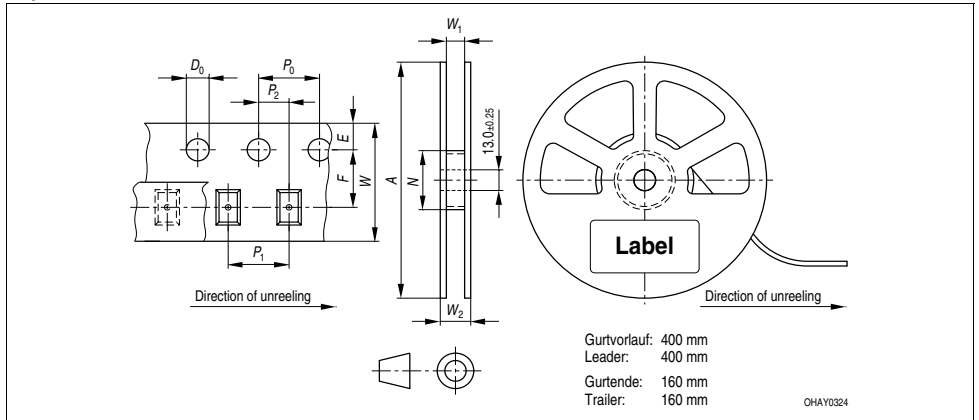 W1
D0
P0
P2
E
F
W
A
N
13.0±0.25
P1
Label
Direction of unreeling
Direction of unreeling
W2
Gurtvorlauf: 400 mm
Leader: 400 mm
Gurtende: 160 mm
Trailer: 160 mm
OHAY0324